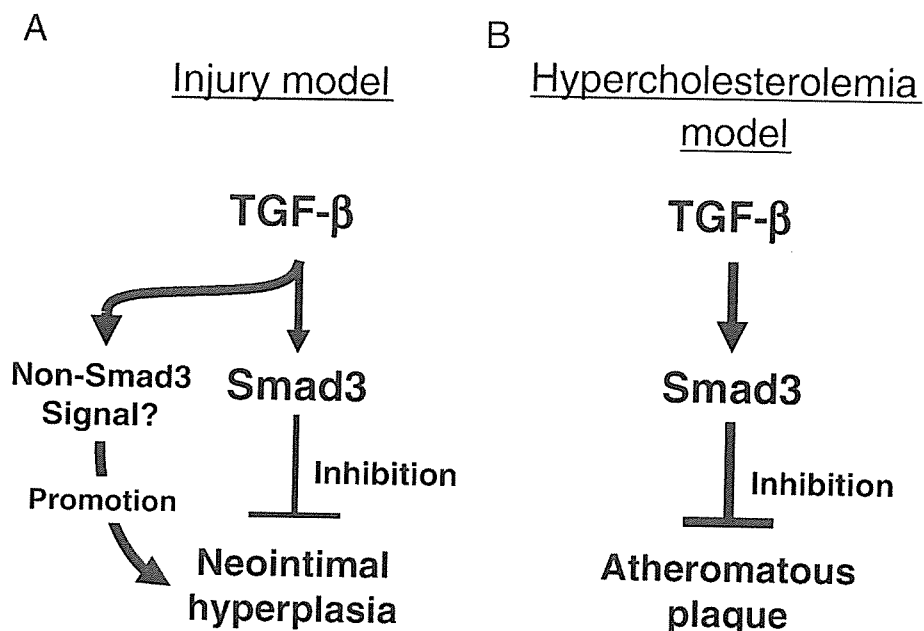 A
Injury model
TGF-β
Non-Smad3
Signal?
Smad3
Inhibition
Promotion
Neointimal
hyperplasia
B
Hypercholesterolemia
model
TGF-β
Smad3
Inhibition
Atheromatous
plaque